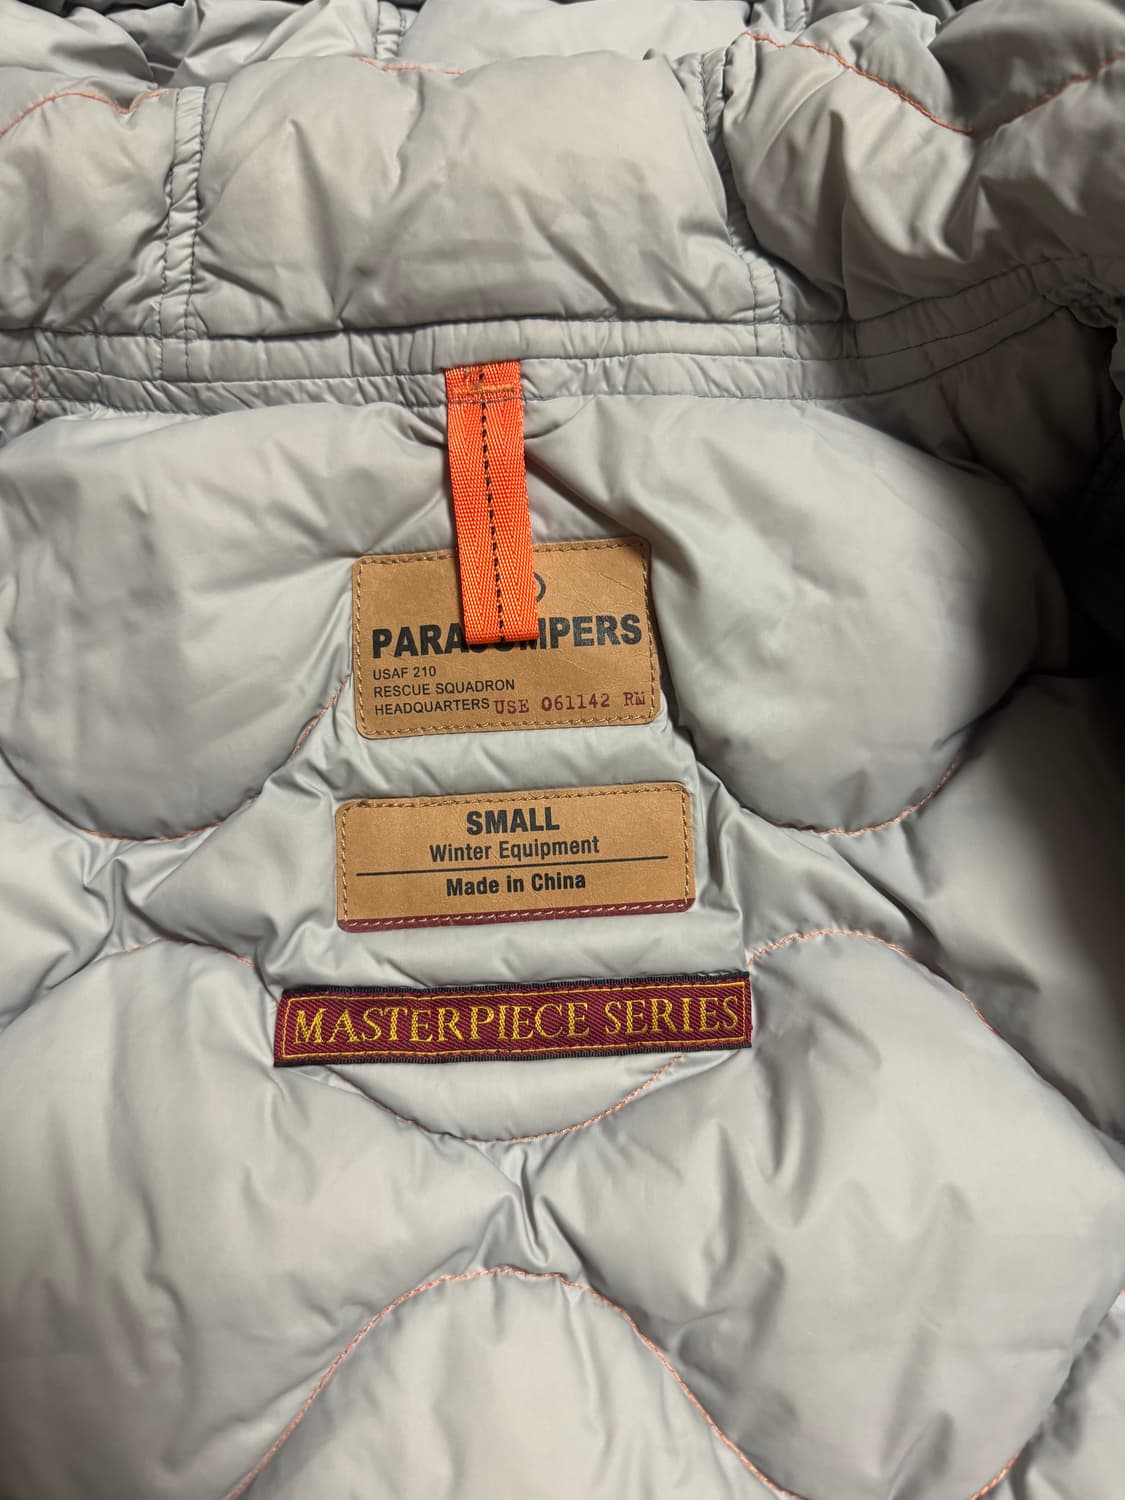 PARAJUMPERS
USAF 210
RESCUE SQUADRON
HEADQUARTERS USE 061142 RM
SMALL
Winter Equipment
Made in China
MASTERPIECE SERIES